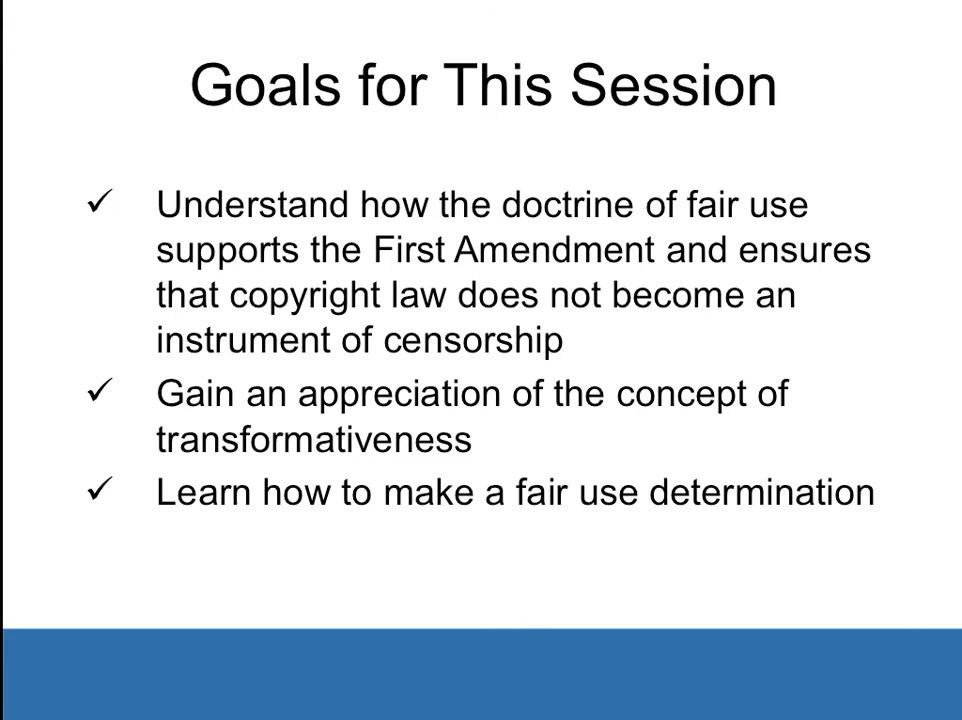 Goals for This Session
✓ Understand how the doctrine of fair use
supports the First Amendment and ensures
that copyright law does not become an
instrument of censorship
✓ Gain an appreciation of the concept of
transformativeness
✓ Learn how to make a fair use determination